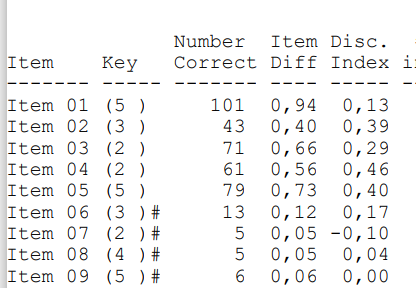 Number Item Disc.
Item Key Correct Diff Index
------- ----- -------- ---- -----
Item 01 (5 ) 101 0,94 0,13
Item 02 (3 ) 43 0,40 0,39
Item 03 (2 ) 71 0,66 0,29
Item 04 (2 ) 61 0,56 0,46
Item 05 (5 ) 79 0,73 0,40
Item 06 (3 )# 13 0,12 0,17
Item 07 (2 )# 5 0,05 -0,10
Item 08 (4 )# 5 0,05 0,04
Item 09 (5 )# 6 0,06 0,00